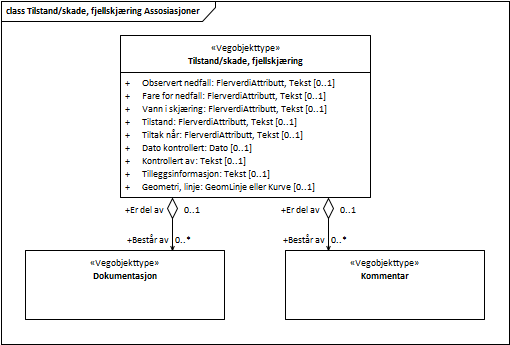 class Tilstand/skade, fjellskjæring Assosiasjoner
«Vegobjekttype»
Tilstand/skade, fjellskjæring
+ Observert nedfall: FlerverdiAttributt, Tekst [0..1]
+ Fare for nedfall: FlerverdiAttributt, Tekst [0..1]
+ Vann i skjæring: FlerverdiAttributt, Tekst [0..1]
+ Tilstand: FlerverdiAttributt, Tekst [0..1]
+ Tiltak når: FlerverdiAttributt, Tekst [0..1]
+ Dato kontrollert: Dato [0..1]
+ Kontrollert av: Tekst [0..1]
+ Tilleggsinformasjon: Tekst [0..1]
+ Geometri, linje: GeomLinje eller Kurve [0..1]
+Er del av 0..1 +Er del av 0..1
+Består av 0..* +Består av 0..*
«Vegobjekttype» «Vegobjekttype»
Dokumentasjon Kommentar